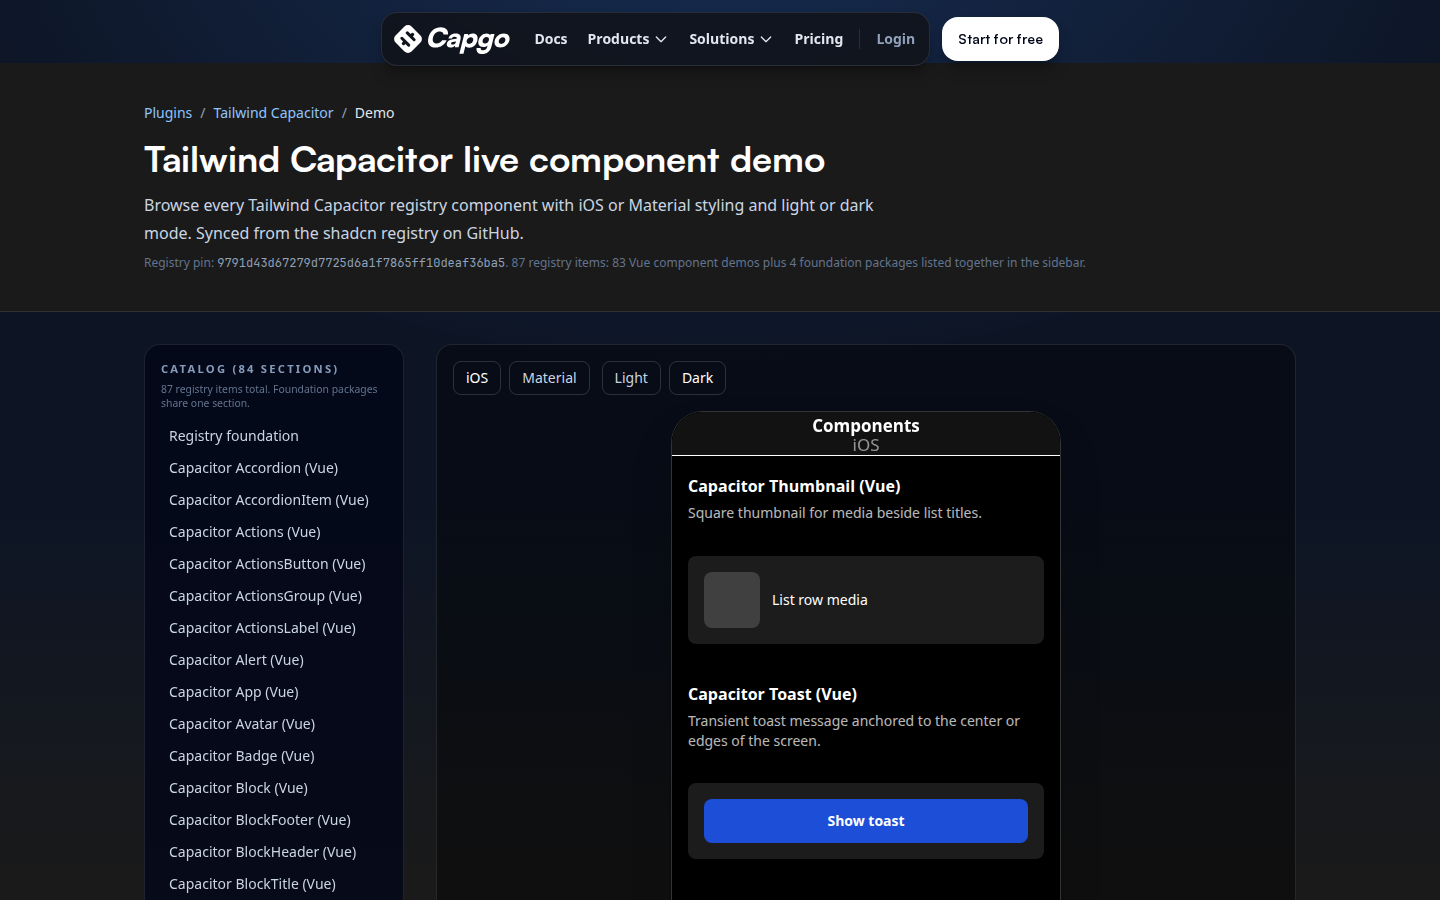 Capgo
Docs
Products
Solutions
Pricing
Login
Start for free
Plugins / Tailwind Capacitor / Demo
Tailwind Capacitor live component demo
Browse every Tailwind Capacitor registry component with iOS or Material styling and light or dark
mode. Synced from the shadcn registry on GitHub.
Registry pin: 9791d43d67279d7725d6a1f7865ff10deaf36ba5. 87 registry items: 83 Vue component demos plus 4 foundation packages listed together in the sidebar.
CATALOG (84 SECTIONS)
87 registry items total. Foundation packages
share one section.
Registry foundation
Capacitor Accordion (Vue)
Capacitor AccordionItem (Vue)
Capacitor Actions (Vue)
Capacitor ActionsButton (Vue)
Capacitor ActionsGroup (Vue)
Capacitor ActionsLabel (Vue)
Capacitor Alert (Vue)
Capacitor App (Vue)
Capacitor Avatar (Vue)
Capacitor Badge (Vue)
Capacitor Block (Vue)
Capacitor BlockFooter (Vue)
Capacitor BlockHeader (Vue)
Capacitor BlockTitle (Vue)
iOS
Material
Light
Dark
Components
iOS
Capacitor Thumbnail (Vue)
Square thumbnail for media beside list titles.
List row media
Capacitor Toast (Vue)
Transient toast message anchored to the center or
edges of the screen.
Show toast